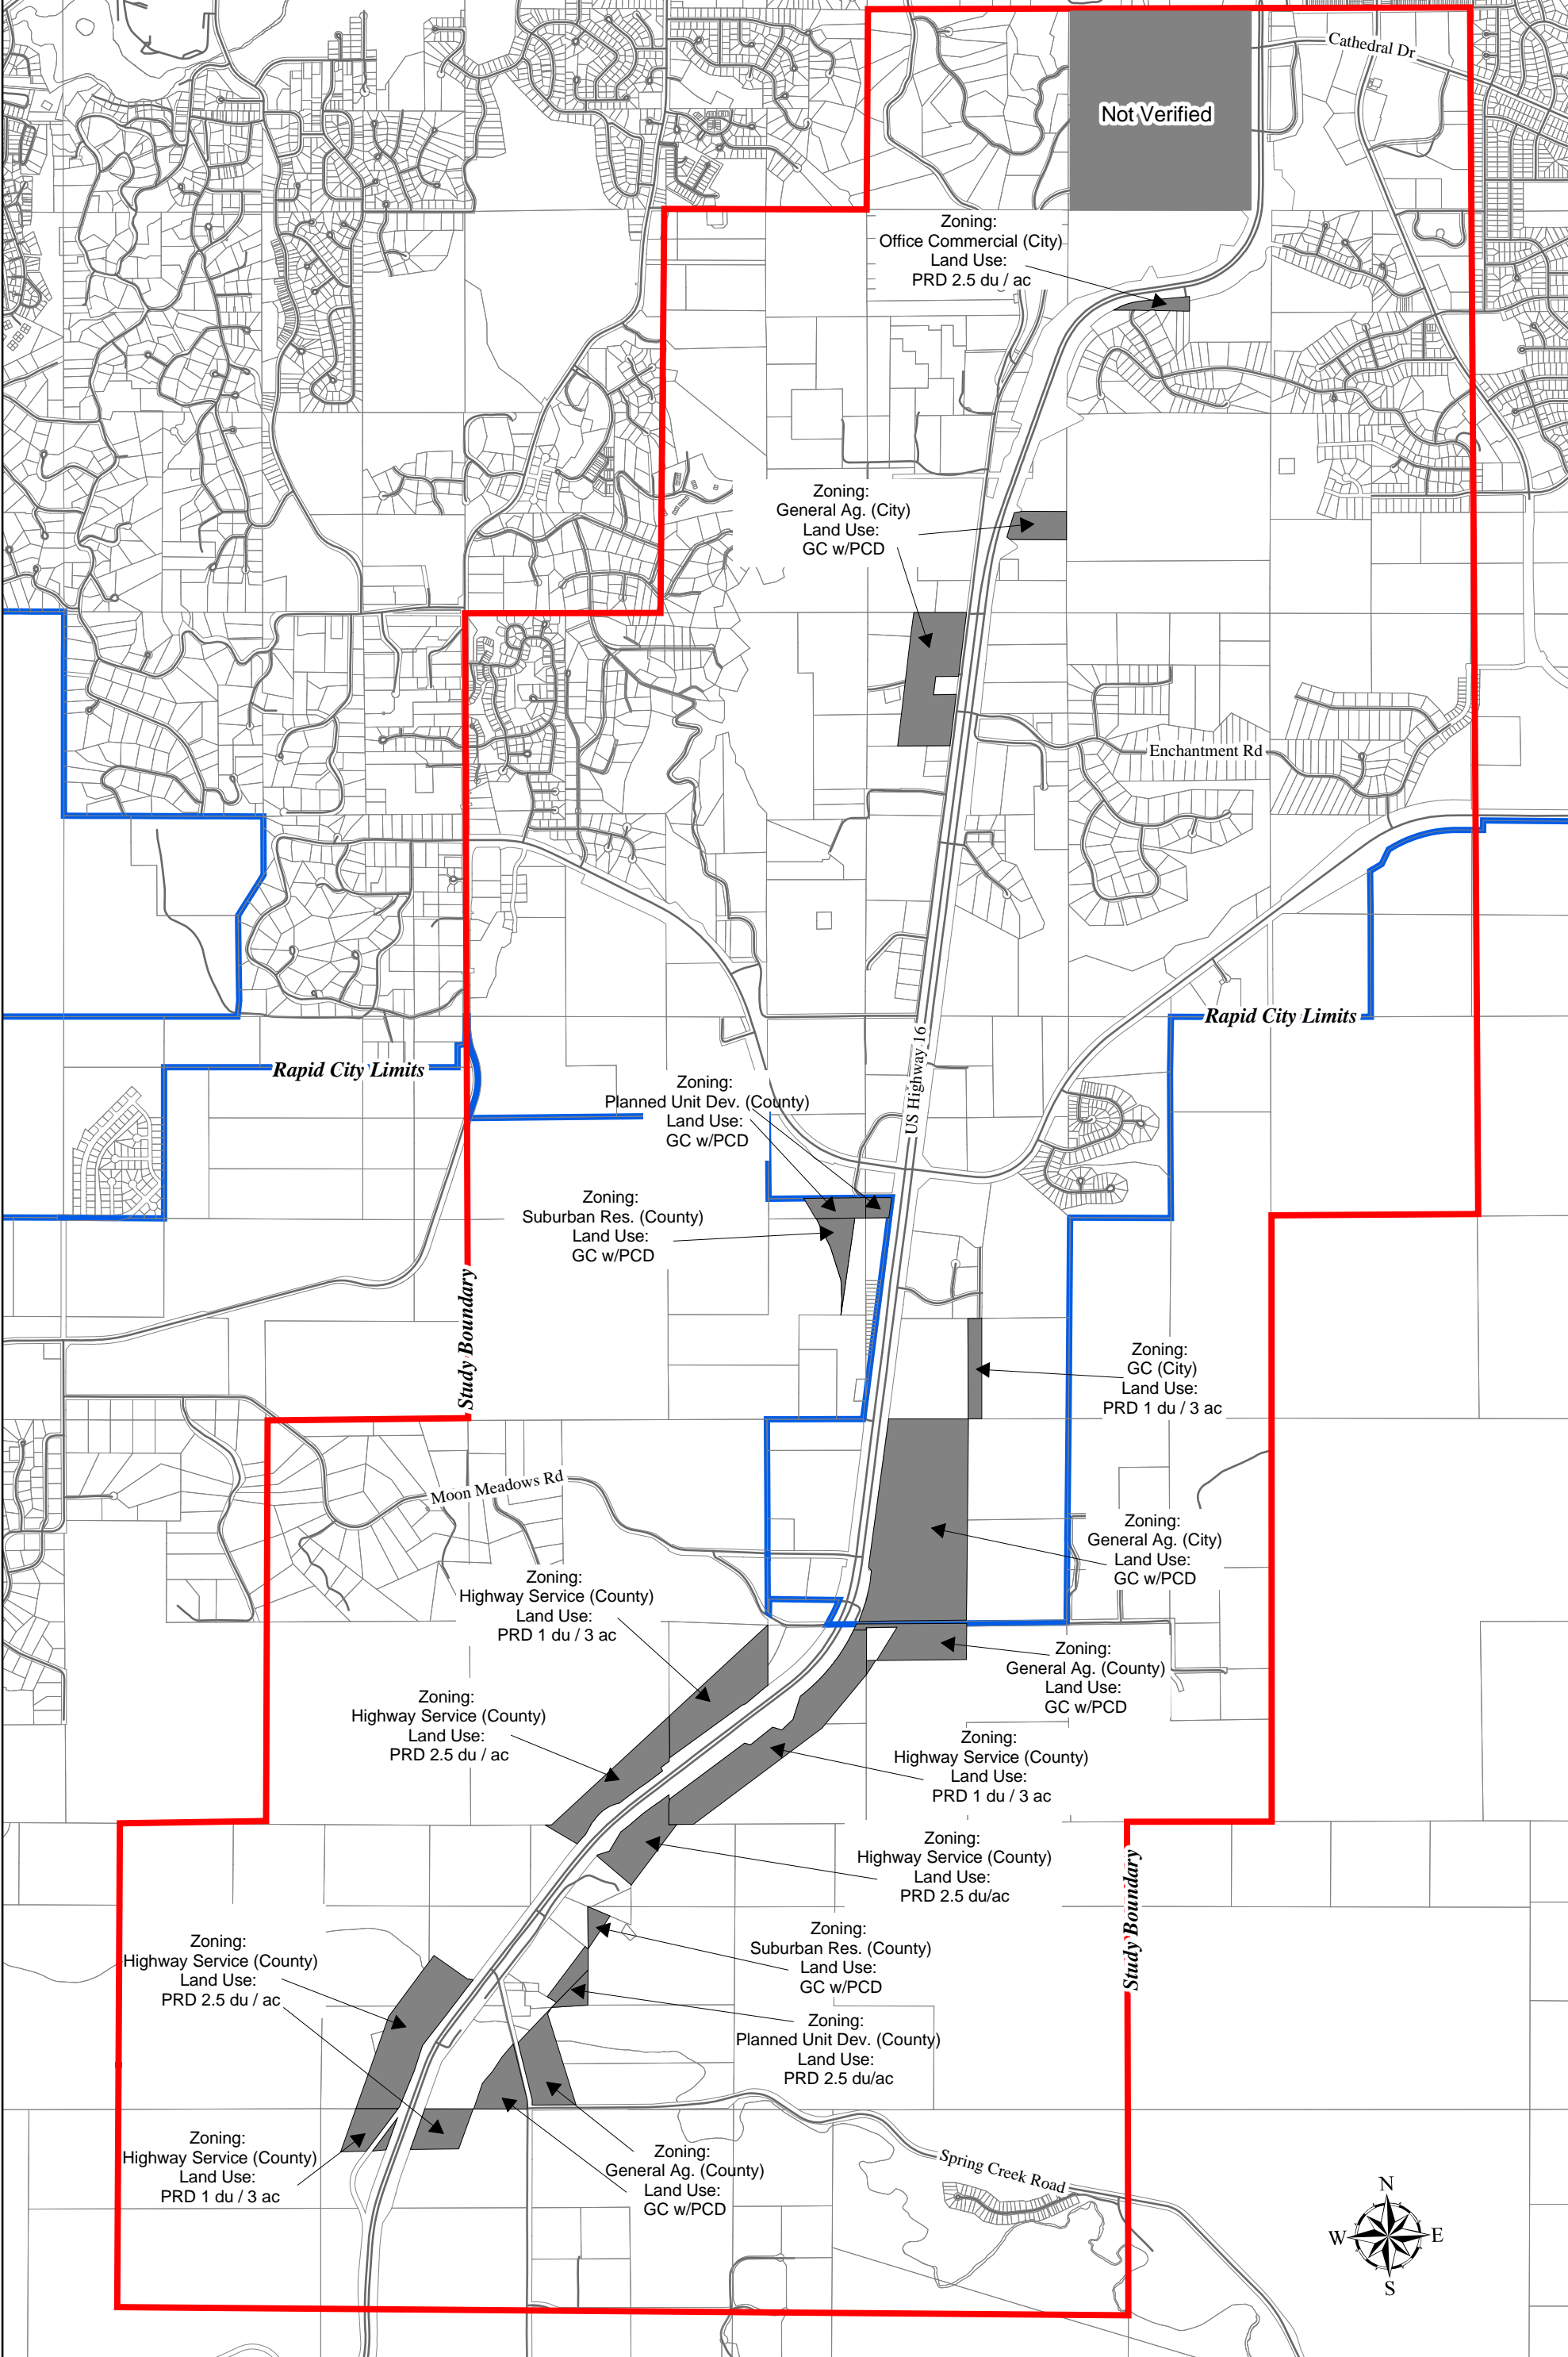 Cathedral Dr
Not Verified
Zoning:
Office Commercial (City)
Land Use:
PRD 2.5 du / ac
Zoning:
General Ag. (City)
Land Use:
GC w/PCD
Enchantment Rd
Rapid City Limits
US Highway 16
Rapid City Limits
Zoning:
Planned Unit Dev. (County)
Land Use:
GC w/PCD
Zoning:
Suburban Res. (County)
Land Use:
GC w/PCD
Study Boundary
Zoning:
GC (City)
Land Use:
PRD 1 du / 3 ac
Moon Meadows Rd
Zoning:
General Ag. (City)
Land Use:
GC w/PCD
Zoning:
Highway Service (County)
Land Use:
PRD 1 du / 3 ac
Zoning:
General Ag. (County)
Land Use:
GC w/PCD
Zoning:
Highway Service (County)
Land Use:
PRD 2.5 du / ac
Zoning:
Highway Service (County)
Land Use:
PRD 1 du / 3 ac
Zoning:
Highway Service (County)
Land Use:
PRD 2.5 du/ac
Study Boundary
Zoning:
Suburban Res. (County)
Land Use:
GC w/PCD
Zoning:
Highway Service (County)
Land Use:
PRD 2.5 du / ac
Zoning:
Planned Unit Dev. (County)
Land Use:
PRD 2.5 du/ac
Zoning:
Highway Service (County)
Land Use:
PRD 1 du / 3 ac
Zoning:
General Ag. (County)
Land Use:
GC w/PCD
Spring Creek Road
N
W
E
S